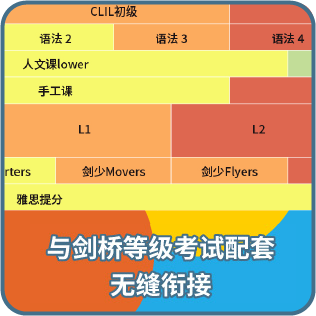 CLIL初级
语法 2 语法 3 语法 4
人文课lower
手工课
L1 L2
rters 剑少Movers 剑少Flyers
雅思提分
与剑桥等级考试配套
无缝衔接